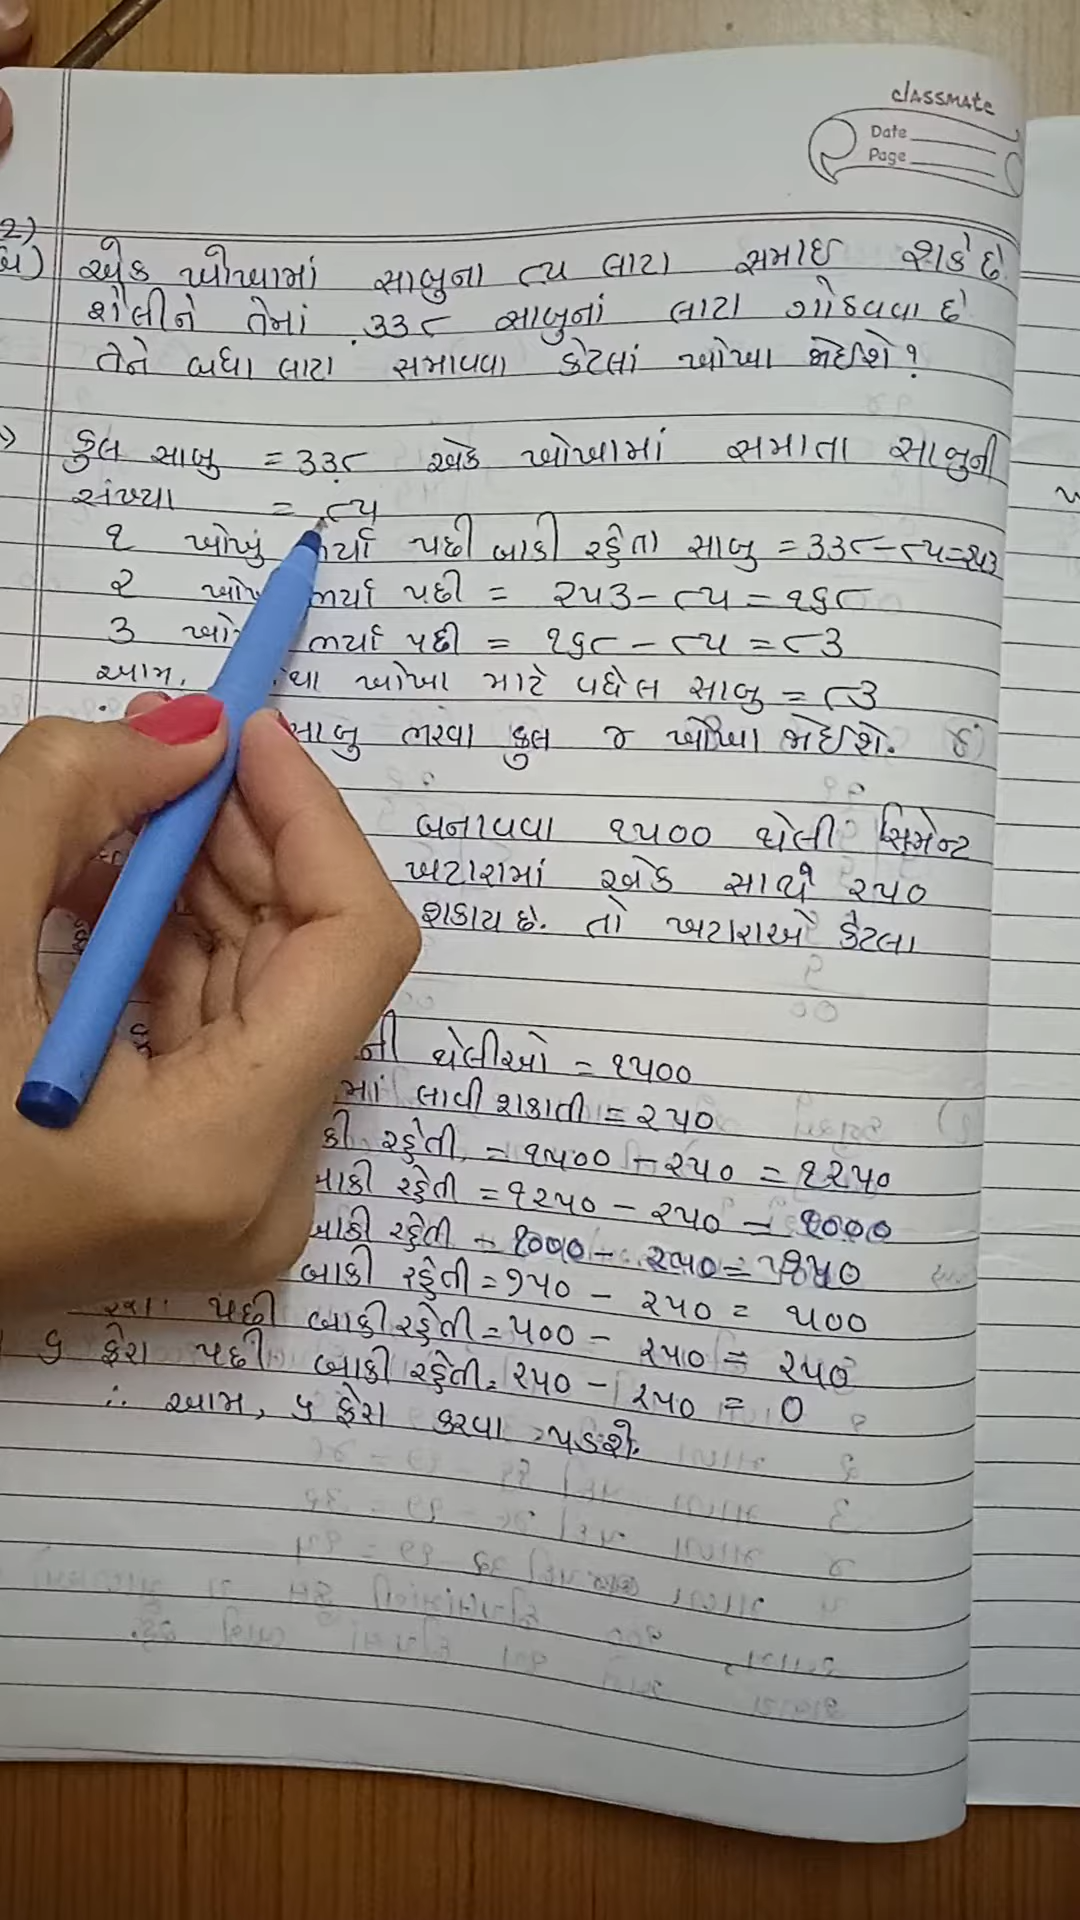 classmate
Date
Page
2)
બ) એક ખોખામાં સાબુના ૮૫ લાટા સમાઇ શકે છે.
શૈલીને તેમાં ૩૩૮ સાબુનાં લાટા ગોઠવવા છે
તેને બધા લાટા સમાવવા કેટલાં ખોખા જોઈશે?
કુલ સાબુ = ૩૩૮ એક ખોખામાં સમાતા સાબુની
સંખ્યા = ૮૫
૧ ખોખું ર્યા પછી બાકી રહેતા સાબુ = ૩૩૮ - ૮૫ = ૨૫૩
૨ ખો ભર્યા પછી = ૨૫૩ - ૮૫ = ૧૬૮
૩ ખો ભર્યા પછી = ૧૬૮ - ૮૫ = ૮૩
આમ, થા ખોખા માટે વધેલ સાબુ = ૮૩
સાબુ ભરવા કુલ ૪ ખોખા જોઈશે.
બનાવવા ૧૫૦૦ થેલી સિમેન્ટ
ખટારામાં એક સાથે ૨૫૦
શકાય છે. તો ખટારાએ કેટલા
ની થેલીઓ = ૧૫૦૦
માં લાવી શકાતી = ૨૫૦
કી રહેતી = ૧૫૦૦ - ૨૫૦ = ૧૨૫૦
બાકી રહેતી = ૧૨૫૦ - ૨૫૦ = ૧૦૦૦
બાકી રહેતી = ૧૦૦૦ - ૨૫૦ = ૭૫૦
બાકી રહેતી = ૭૫૦ - ૨૫૦ = ૫૦૦
પછી બાકી રહેતી = ૫૦૦ - ૨૫૦ = ૨૫૦
૬ ફેરા પછી બાકી રહેતી = ૨૫૦ - ૨૫૦ = ૦
∴ આમ, ૬ ફેરા કરવા પડશે.